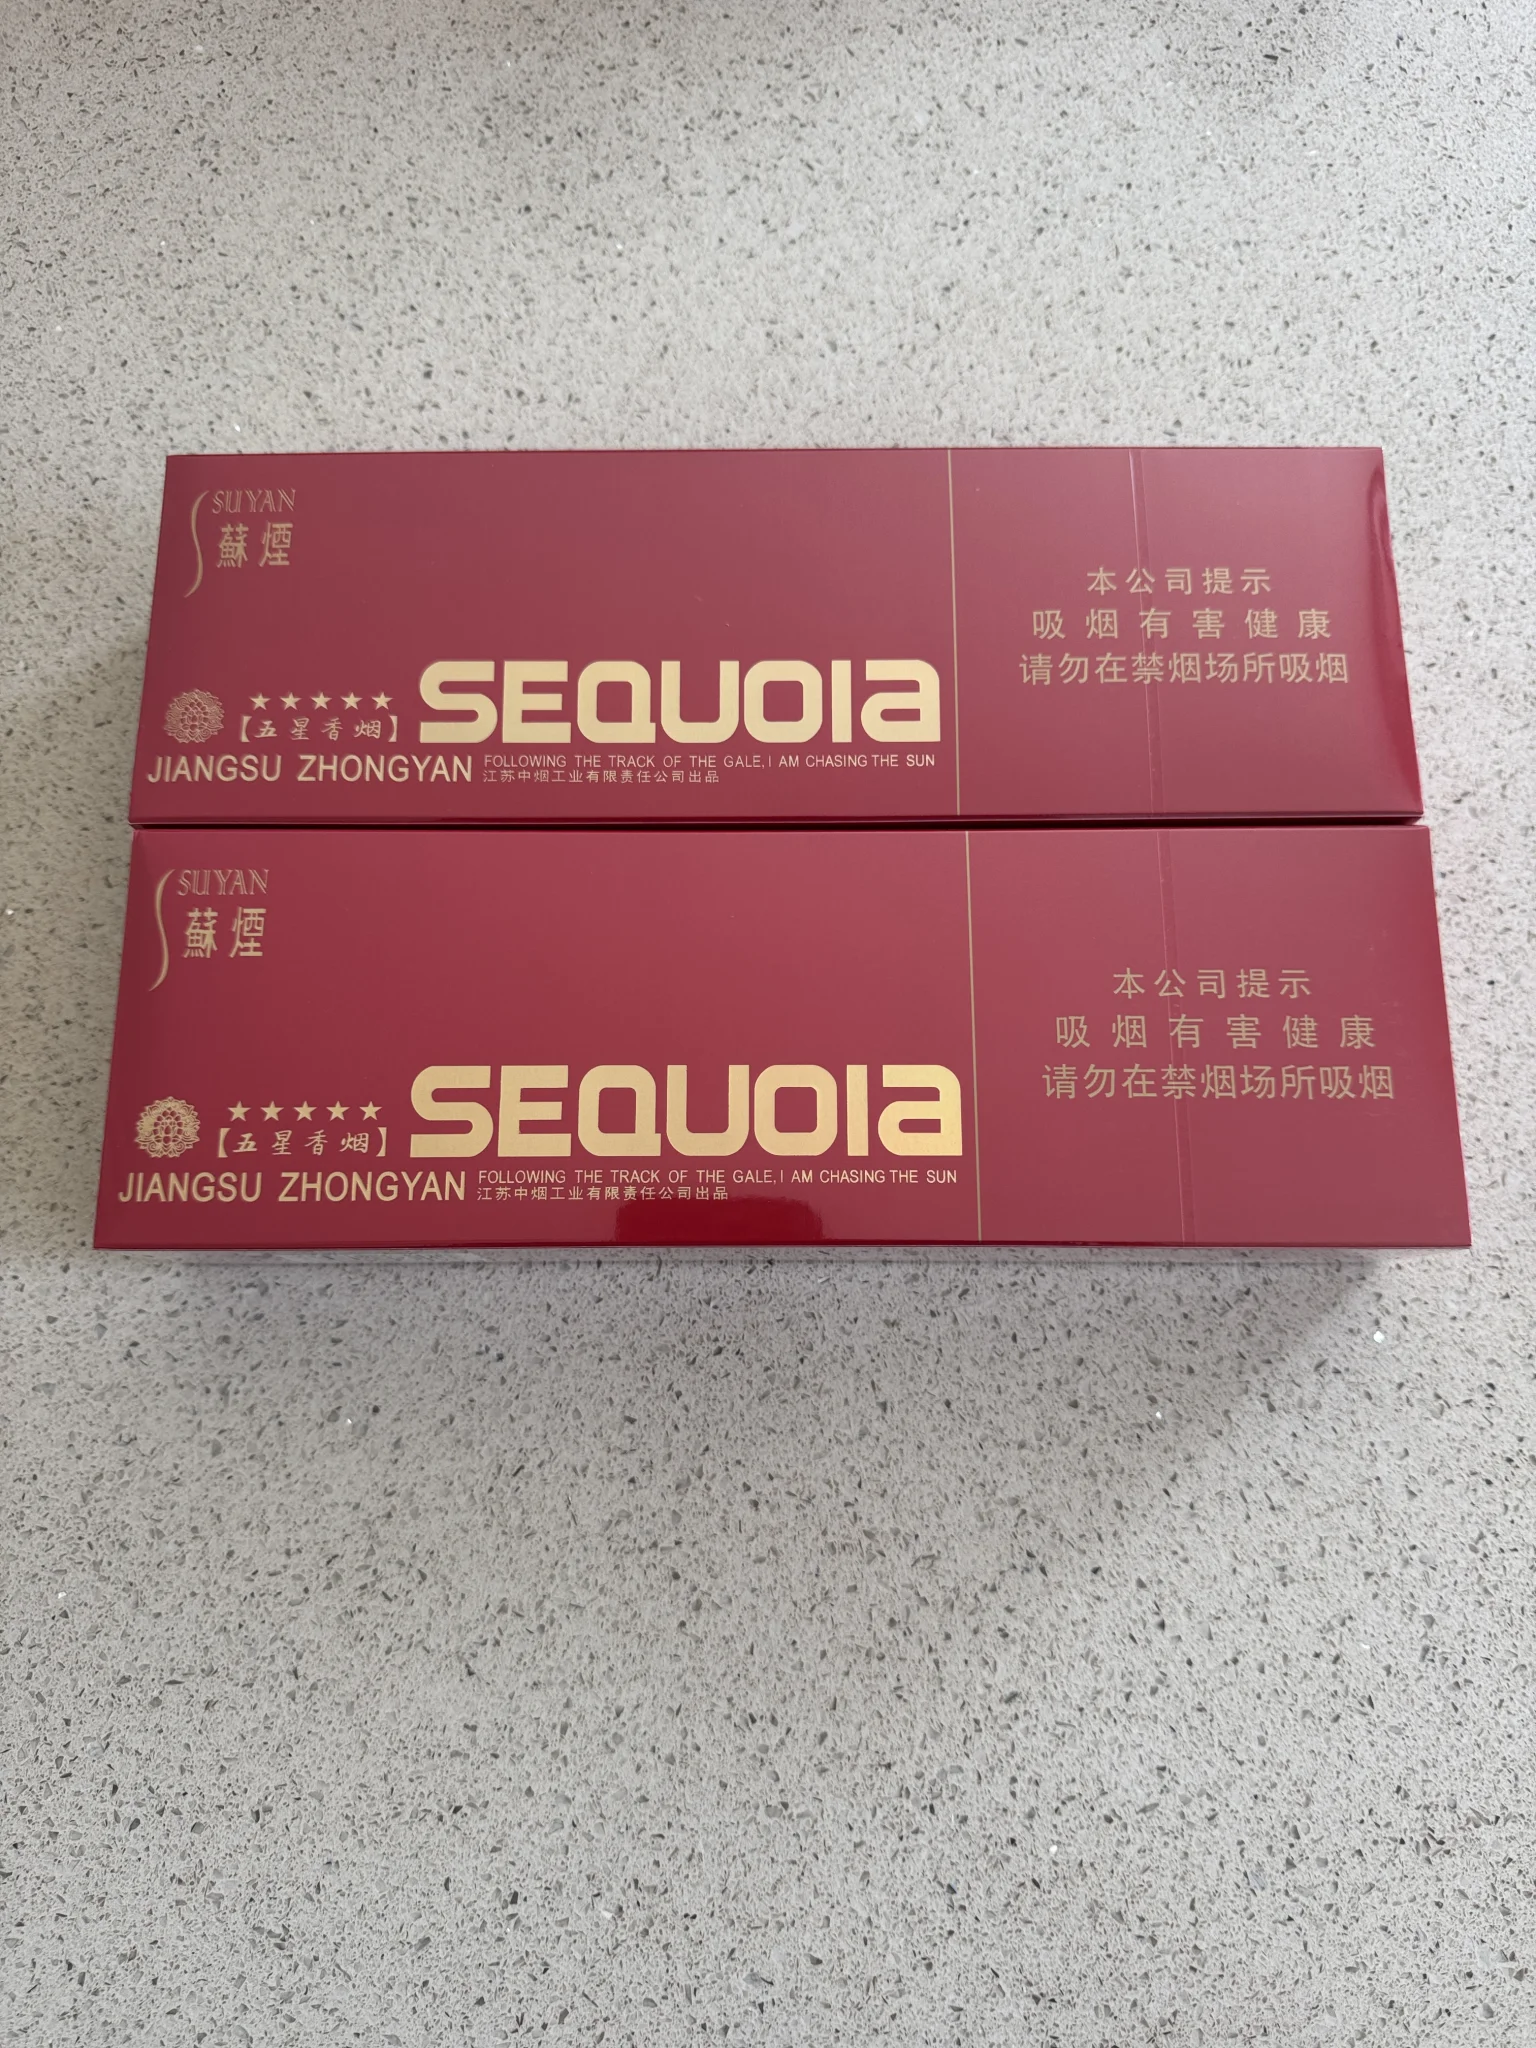 SUYAN
蘇煙
本公司提示
吸烟有害健康
请勿在禁烟场所吸烟
★★★★★
【五星香烟】
SEQUOIA
JIANGSU ZHONGYAN
FOLLOWING THE TRACK OF THE GALE, I AM CHASING THE SUN
江苏中烟工业有限责任公司出品
SUYAN
蘇煙
本公司提示
吸烟有害健康
请勿在禁烟场所吸烟
★★★★★
【五星香烟】
SEQUOIA
JIANGSU ZHONGYAN
FOLLOWING THE TRACK OF THE GALE, I AM CHASING THE SUN
江苏中烟工业有限责任公司出品